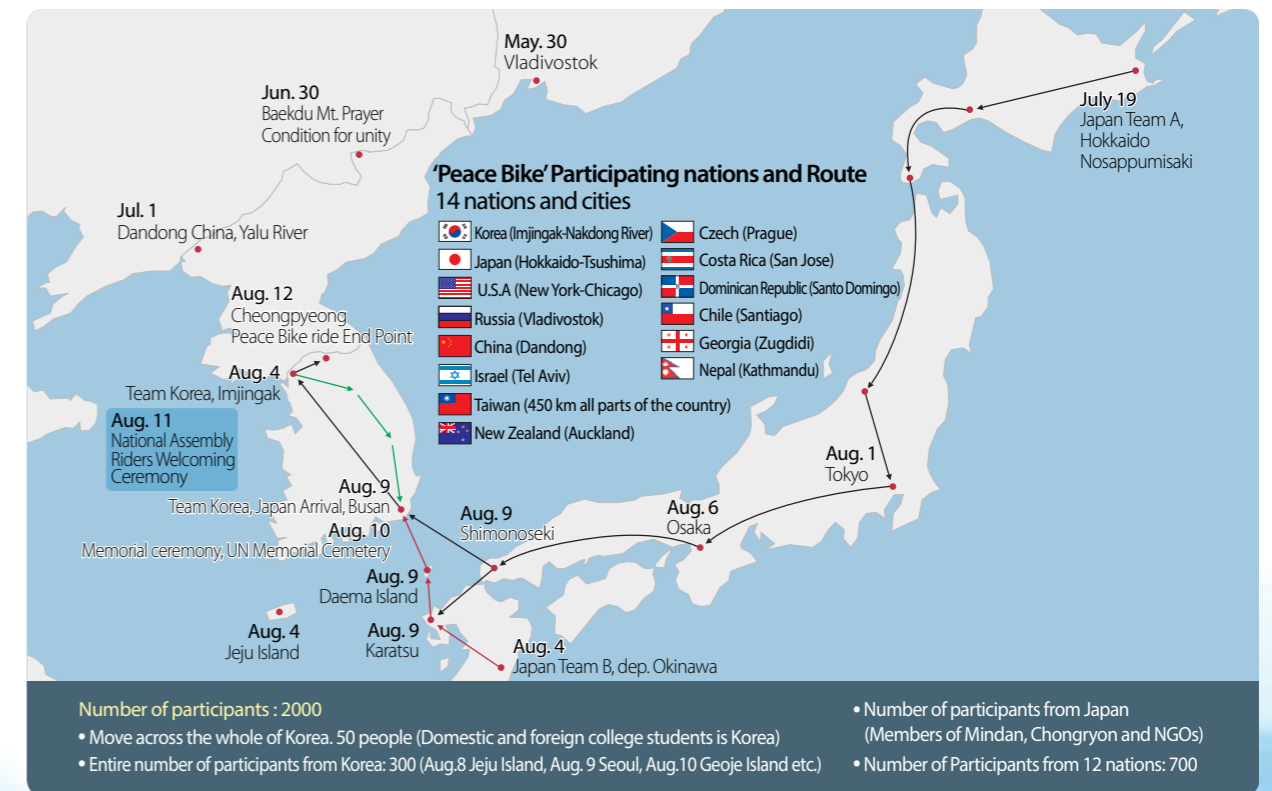 May. 30
Vladivostok
Jun. 30
Baekdu Mt. Prayer
Condition for unity
July 19
Japan Team A,
Hokkaido
Nosappumisaki
'Peace Bike' Participating nations and Route
14 nations and cities
Korea (Imjingak-Nakdong River)
Japan (Hokkaido-Tsushima)
U.S.A (New York-Chicago)
Russia (Vladivostok)
China (Dandong)
Israel (Tel Aviv)
Taiwan (450 km all parts of the country)
New Zealand (Auckland)
Czech (Prague)
Costa Rica (San Jose)
Dominican Republic (Santo Domingo)
Chile (Santiago)
Georgia (Zugdidi)
Nepal (Kathmandu)
Jul. 1
Dandong China, Yalu River
Aug. 12
Cheongpyeong
Peace Bike ride End Point
Aug. 4
Team Korea, Imjingak
Aug. 11
National Assembly
Riders Welcoming
Ceremony
Aug. 9
Team Korea, Japan Arrival, Busan
Aug. 10
Memorial ceremony, UN Memorial Cemetery
Aug. 9
Daema Island
Aug. 4
Jeju Island
Aug. 9
Karatsu
Aug. 9
Shimonoseki
Aug. 6
Osaka
Aug. 1
Tokyo
Aug. 4
Japan Team B, dep. Okinawa
Number of participants : 2000
• Move across the whole of Korea. 50 people (Domestic and foreign college students is Korea)
• Entire number of participants from Korea: 300 (Aug.8 Jeju Island, Aug. 9 Seoul, Aug.10 Geoje Island etc.)
• Number of participants from Japan
(Members of Mindan, Chongryon and NGOs)
• Number of Participants from 12 nations: 700